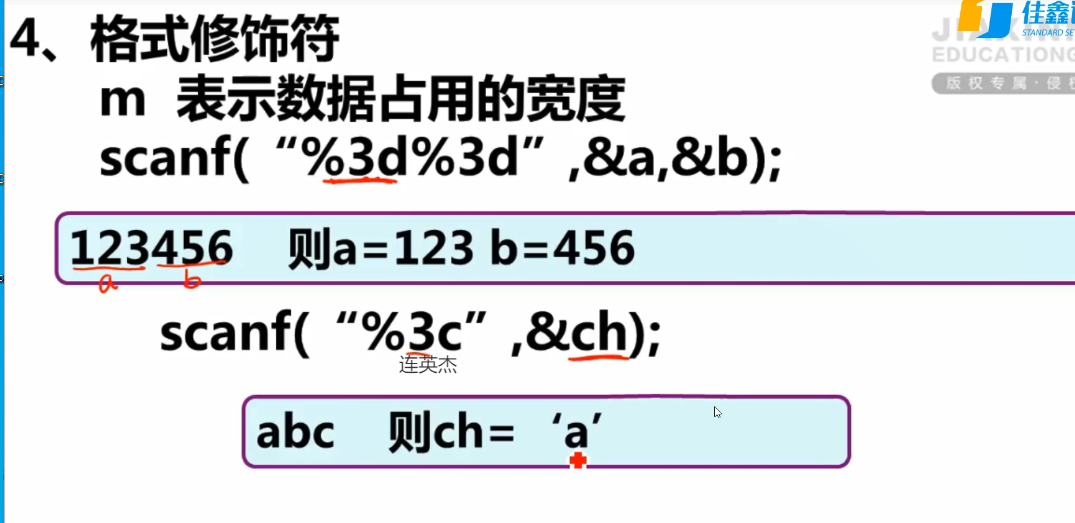 佳鑫
STANDARD SE
EDUCATION
版权专属·侵
4、格式修饰符
m 表示数据占用的宽度
scanf(“%3d%3d”,&a,&b);
123456 则a=123 b=456
a b
scanf(“%3c”,&ch);
连英杰
abc 则ch=‘a’